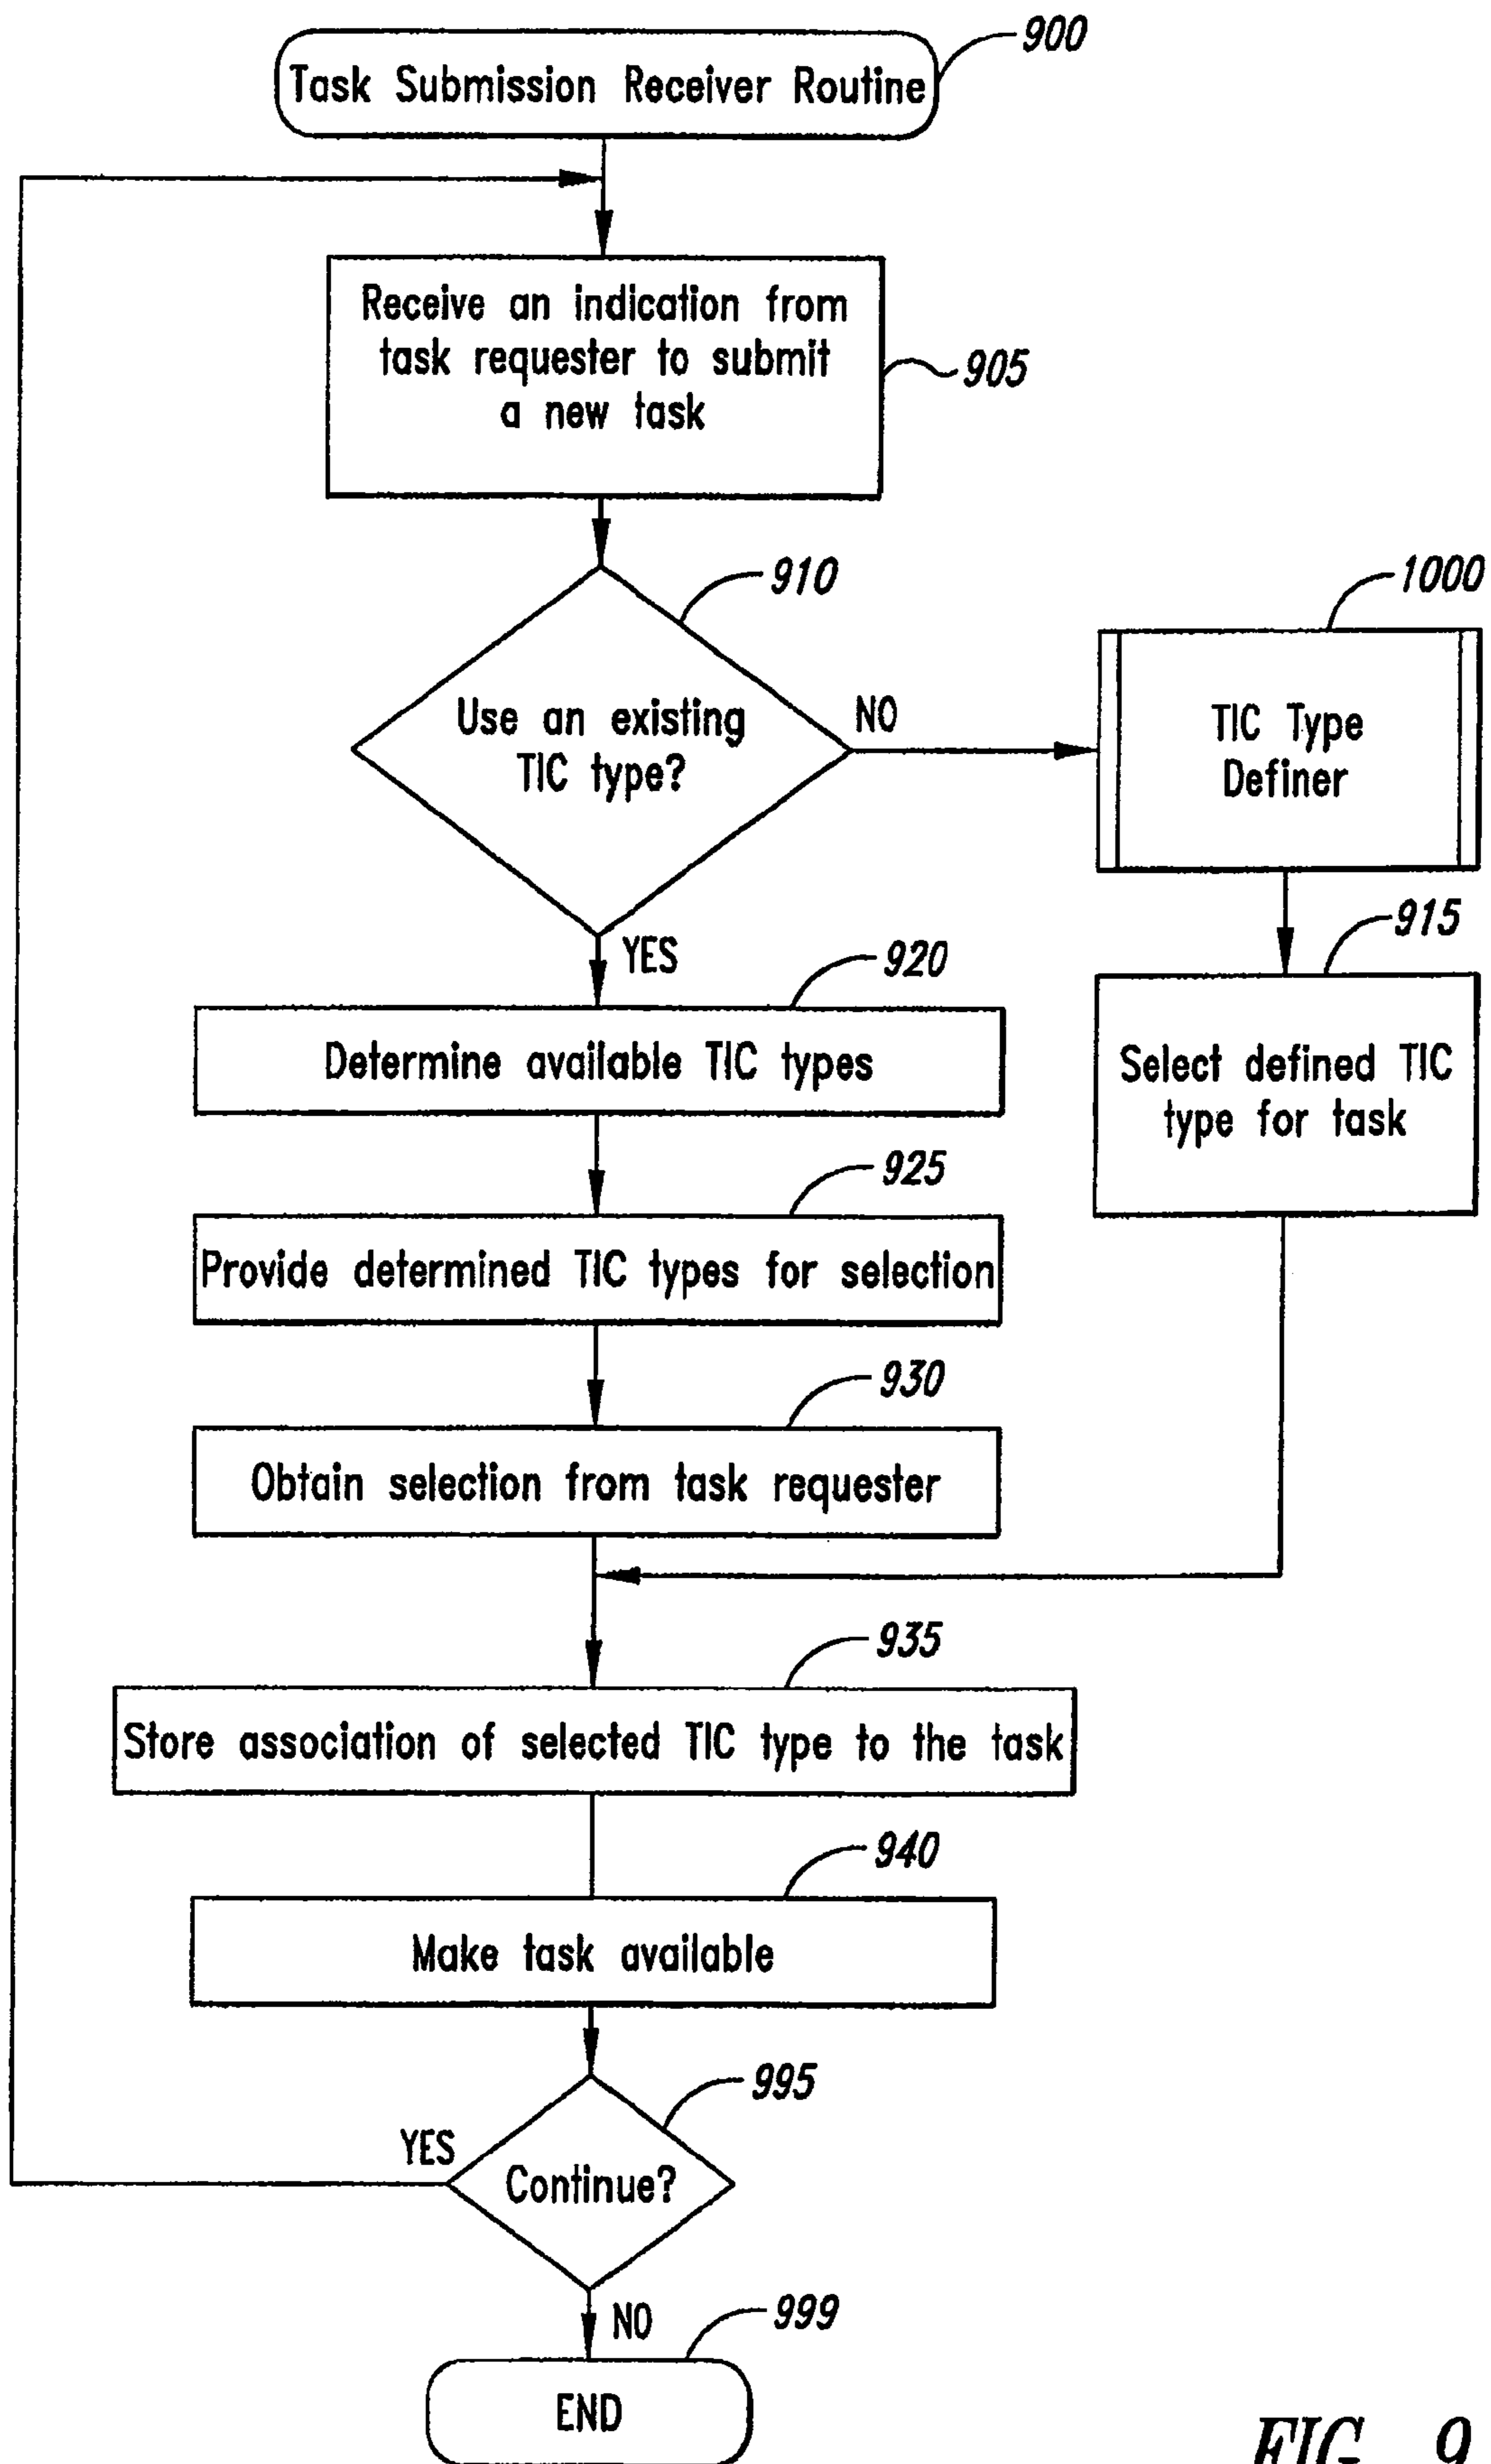 900
Task Submission Receiver Routine
Receive an indication from
task requester to submit
a new task
905
910
1000
Use an existing
TIC type?
NO
TIC Type
Definer
YES
915
920
Determine available TIC types
Select defined TIC
type for task
925
Provide determined TIC types for selection
930
Obtain selection from task requester
935
Store association of selected TIC type to the task
940
Make task available
995
YES
Continue?
NO
999
END
FIG. 9